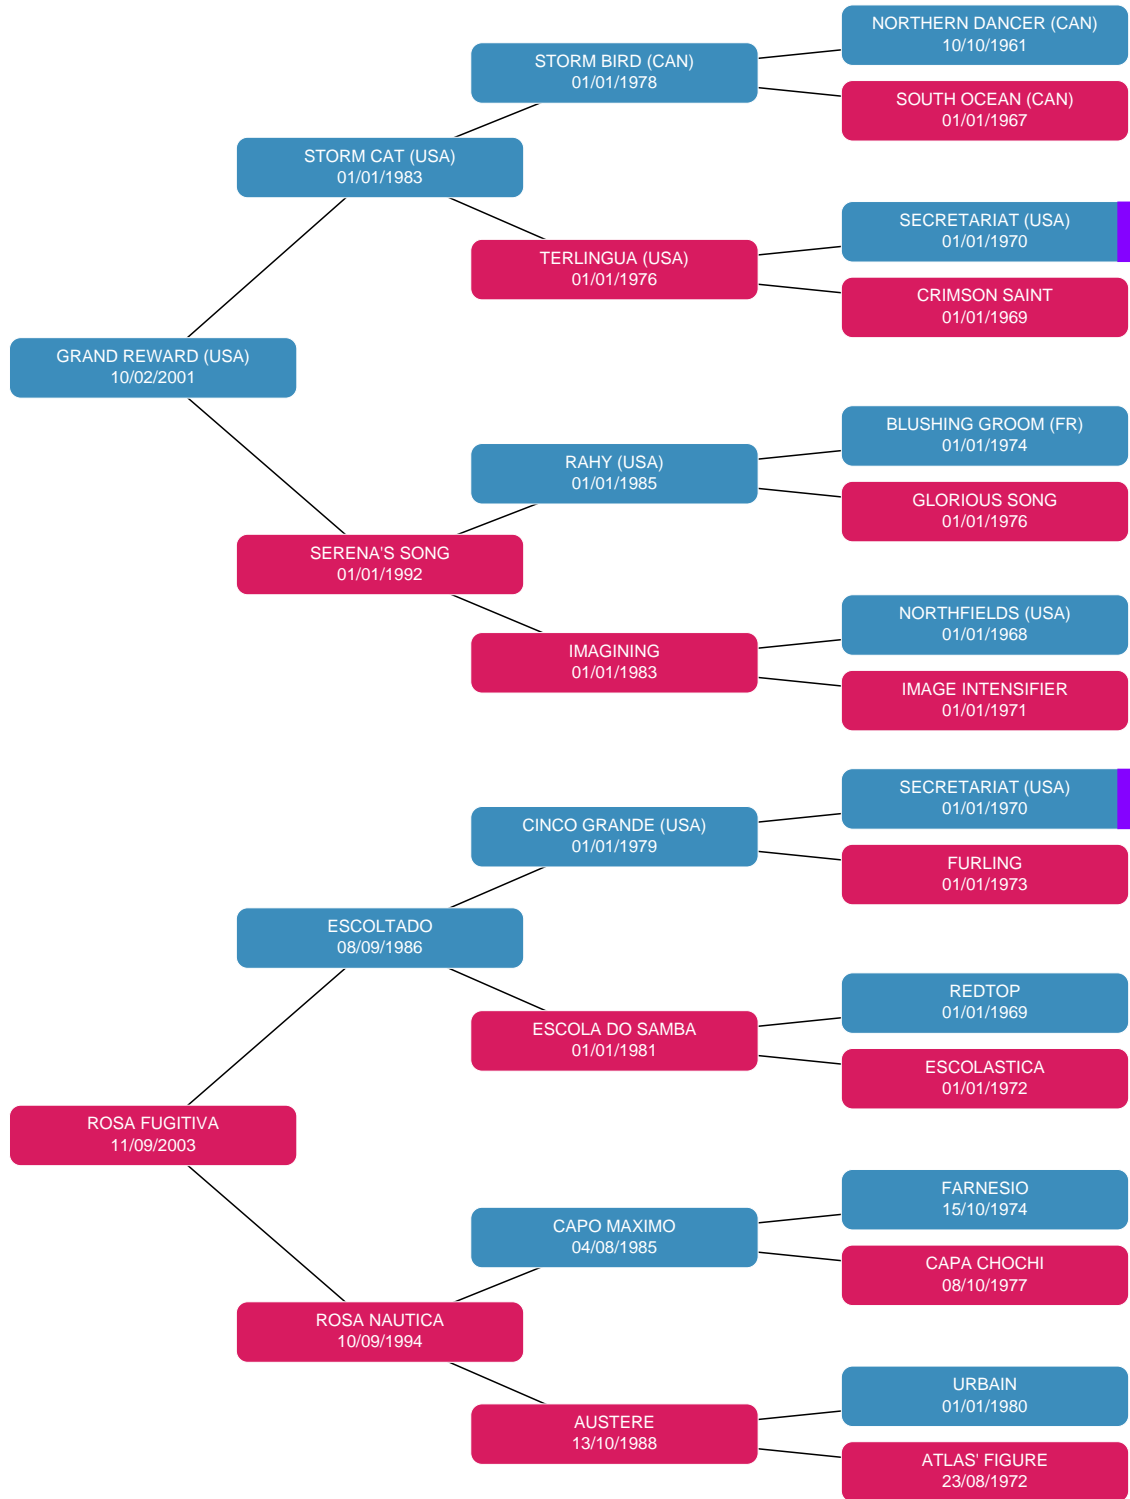 NORTHERN DANCER (CAN)
10/10/1961
STORM BIRD (CAN)
01/01/1978
SOUTH OCEAN (CAN)
01/01/1967
STORM CAT (USA)
01/01/1983
SECRETARIAT (USA)
01/01/1970
TERLINGUA (USA)
01/01/1976
CRIMSON SAINT
01/01/1969
GRAND REWARD (USA)
10/02/2001
BLUSHING GROOM (FR)
01/01/1974
RAHY (USA)
01/01/1985
GLORIOUS SONG
01/01/1976
SERENA'S SONG
01/01/1992
NORTHFIELDS (USA)
01/01/1968
IMAGINING
01/01/1983
IMAGE INTENSIFIER
01/01/1971
SECRETARIAT (USA)
01/01/1970
CINCO GRANDE (USA)
01/01/1979
FURLING
01/01/1973
ESCOLTADO
08/09/1986
REDTOP
01/01/1969
ESCOLA DO SAMBA
01/01/1981
ESCOLASTICA
01/01/1972
ROSA FUGITIVA
11/09/2003
FARNESIO
15/10/1974
CAPO MAXIMO
04/08/1985
CAPA CHOCHI
08/10/1977
ROSA NAUTICA
10/09/1994
URBAIN
01/01/1980
AUSTERE
13/10/1988
ATLAS' FIGURE
23/08/1972